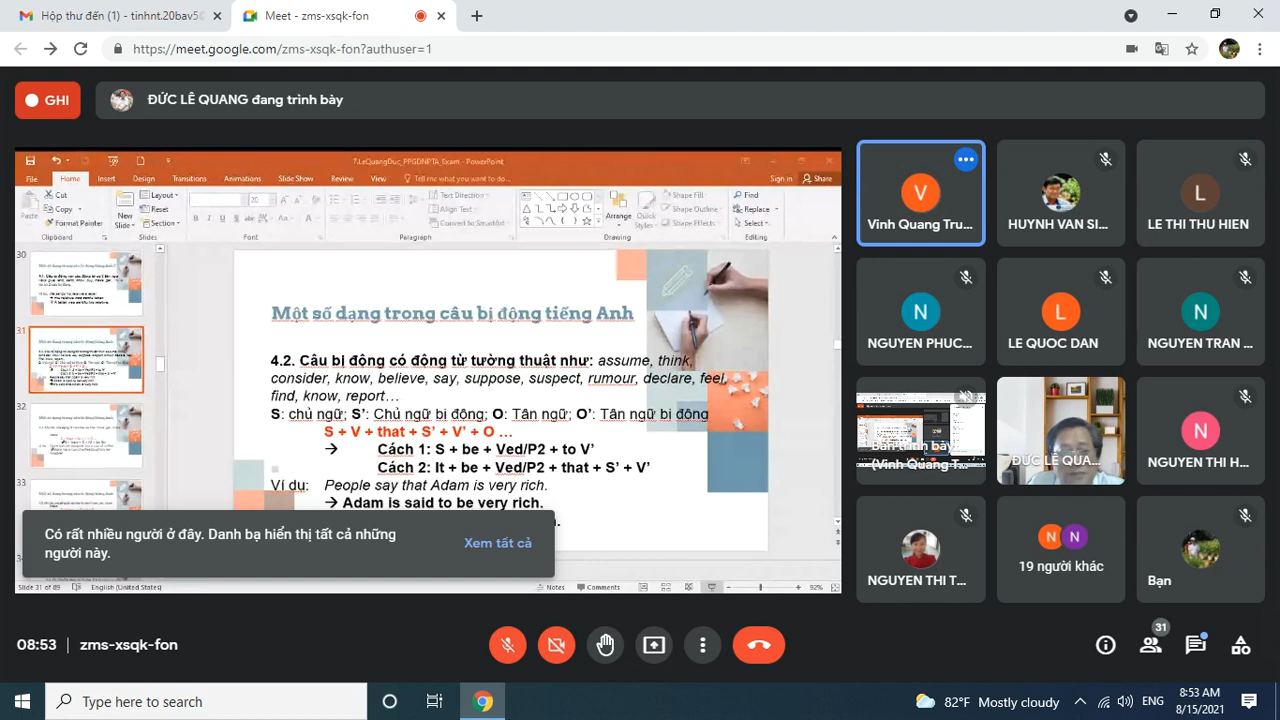 Hộp thư đến (1) - tinhnt.20bav5@
Meet - zms-xsqk-fon
https://meet.google.com/zms-xsqk-fon?authuser=1
GHI
ĐỨC LÊ QUANG đang trình bày
7.LeQuangDuc_PPGDNPTA_Exam - PowerPoint
File Home Insert Design Transitions Animations Slide Show Review View Tell me what you want to do... Sign in Share
Cut
Copy
Format Painter
Paste
Clipboard
New Slide
Layout
Reset
Section
Slides
20
Font
Text Direction
Align Text
Convert to SmartArt
Paragraph
Arrange
Quick Styles
Shape Fill
Shape Outline
Shape Effects
Drawing
Find
Replace
Select
Editing
30
31
32
33
Một số dạng trong câu bị động tiếng Anh
4.2. Câu bị động có động từ tường thuật như: assume, think,
consider, know, believe, say, suppose, suspect, rumour, declare, feel,
find, know, report…
S: chủ ngữ; S’: Chủ ngữ bị động; O: Tân ngữ; O’: Tân ngữ bị động
S + V + that + S’ + V’ + O …
→ Cách 1: S + be + Ved/P2 + to V’
Cách 2: It + be + Ved/P2 + that + S’ + V’
Ví dụ: People say that Adam is very rich.
→ Adam is said to be very rich.
Có rất nhiều người ở đây. Danh bạ hiển thị tất cả những
người này.
Xem tất cả
Slide 31 of 89 English (United States) Notes Comments 92%
Vinh Quang Tru...
HUYNH VAN SI...
L
LE THI THU HIEN
N
NGUYEN PHUC...
L
LE QUOC DAN
N
NGUYEN TRAN ...
(Vinh Quang
ĐỨC LÊ QUA...
N
NGUYEN THI H...
NGUYEN THI T...
N N
19 người khác
Bạn
08:53 | zms-xsqk-fon
31
Type here to search
82°F Mostly cloudy
ENG
8:53 AM
8/15/2021